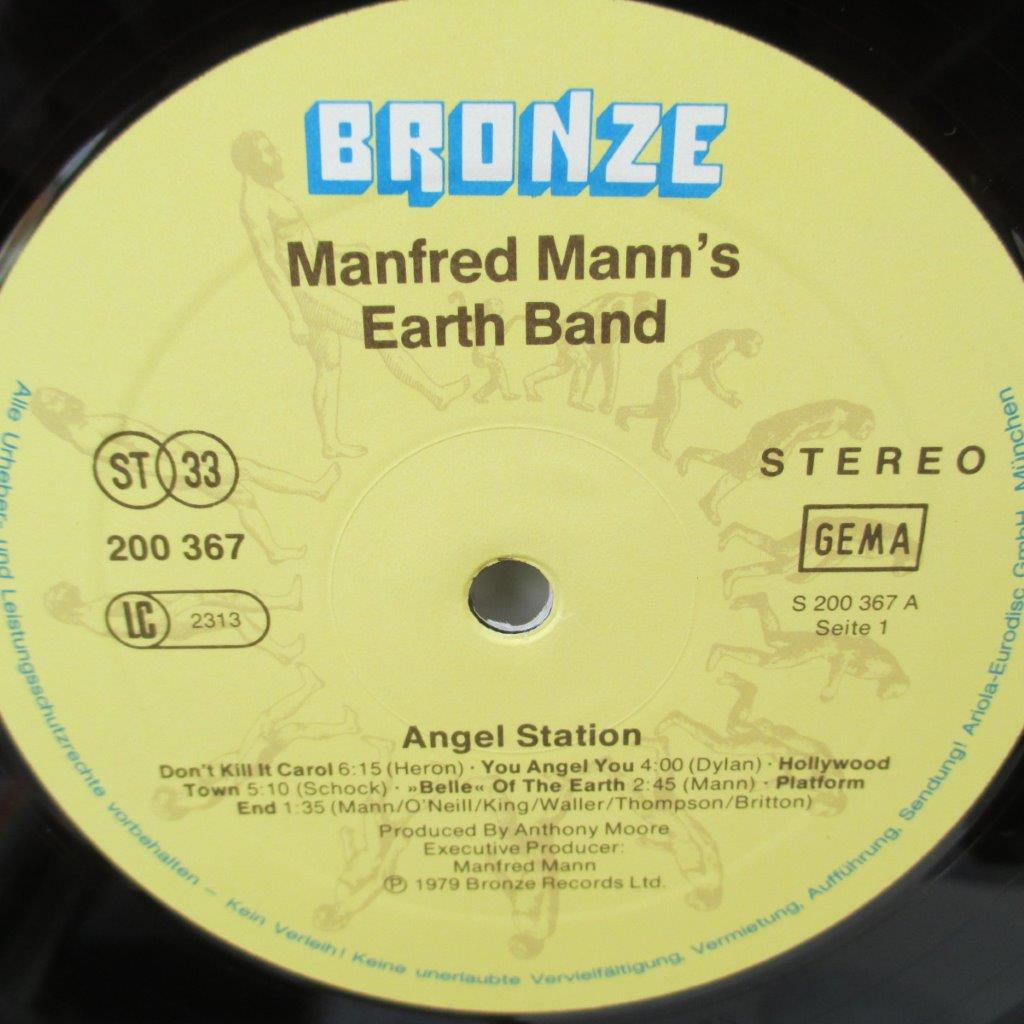 BRONZE
Manfred Mann's
Earth Band
ST 33
200 367
LC 2313
STEREO
GEMA
S 200 367 A
Seite 1
Angel Station
Don't Kill It Carol 6:15 (Heron) · You Angel You 4:00 (Dylan) · Hollywood
Town 5:10 (Schock) · »Belle« Of The Earth 2:45 (Mann) · Platform
End 1:35 (Mann/O'Neill/King/Waller/Thompson/Britton)
Produced By Anthony Moore
Executive Producer:
Manfred Mann
℗ 1979 Bronze Records Ltd.
Alle Urheber- und Leistungsschutzrechte vorbehalten – Kein Verleih! Keine unerlaubte Vervielfältigung, Vermietung, Aufführung, Sendung! Ariola-Eurodisc GmbH, München